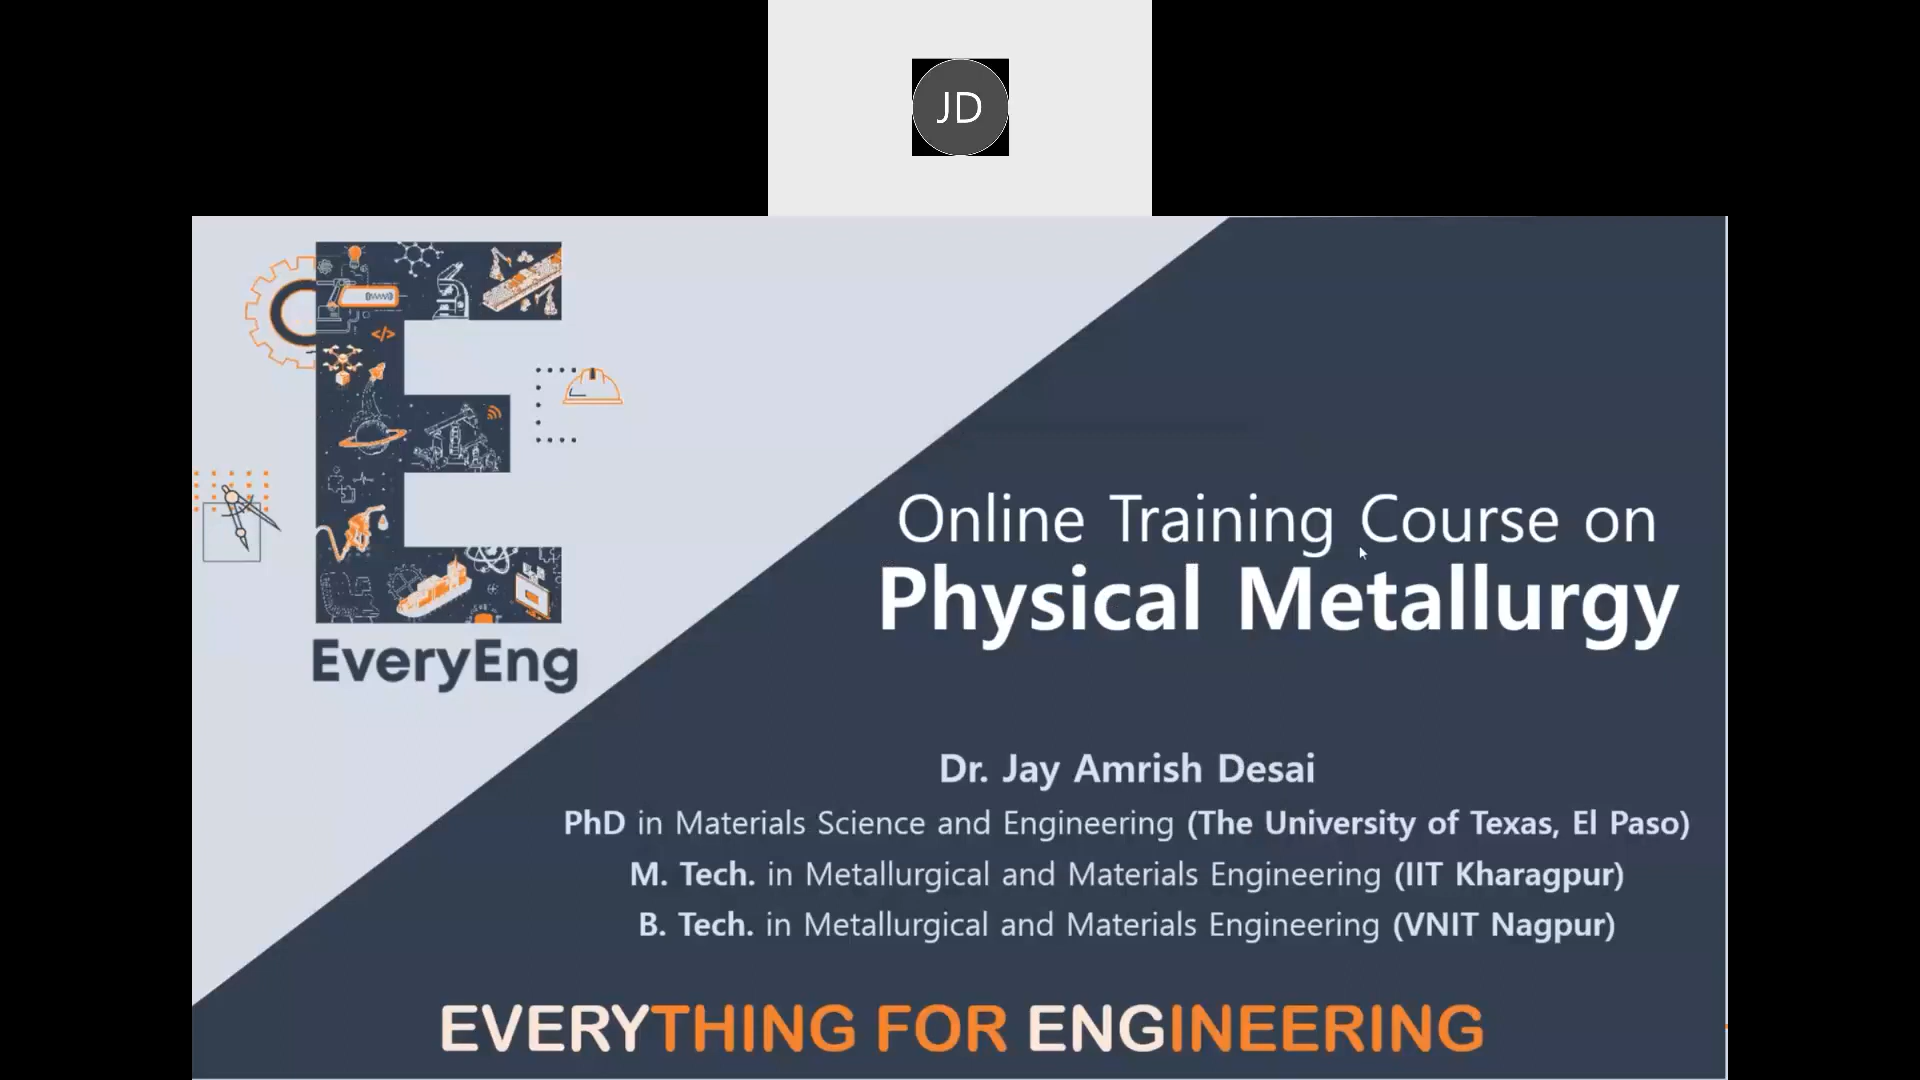 JD
</>
EveryEng
Online Training Course on
Physical Metallurgy
Dr. Jay Amrish Desai
PhD in Materials Science and Engineering (The University of Texas, El Paso)
M. Tech. in Metallurgical and Materials Engineering (IIT Kharagpur)
B. Tech. in Metallurgical and Materials Engineering (VNIT Nagpur)
EVERYTHING FOR ENGINEERING